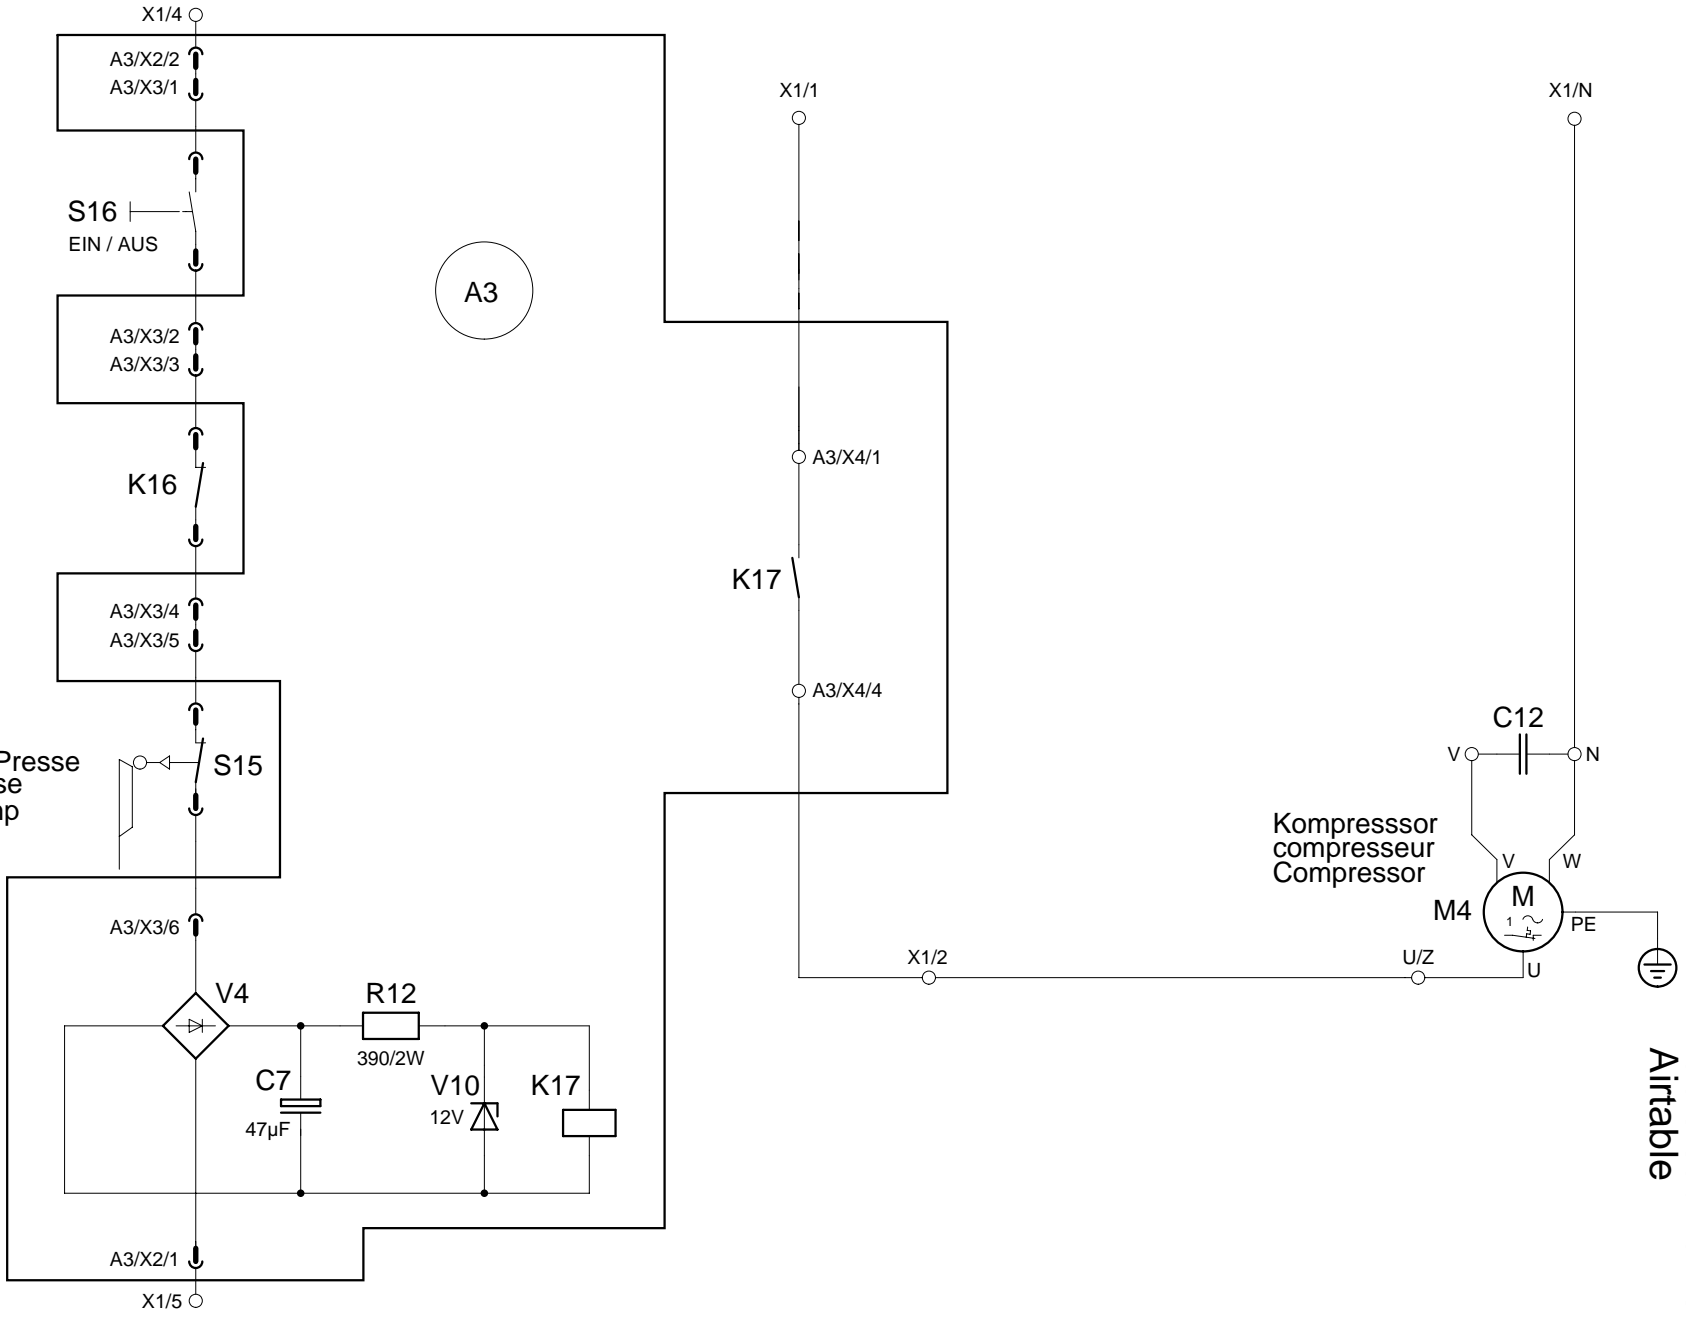 X1/4
A3/X2/2
A3/X3/1
S16
EIN / AUS
A3/X3/2
A3/X3/3
K16
A3/X3/4
A3/X3/5
Presse
S15
A3/X3/6
V4
R12
390/2W
C7
47µF
V10
12V
K17
A3/X2/1
X1/5
A3
X1/1
A3/X4/1
K17
A3/X4/4
X1/2
U/Z
X1/N
C12
V
N
Kompresssor
compresseur
Compressor
V
W
M4
M
1
PE
U
Airtable